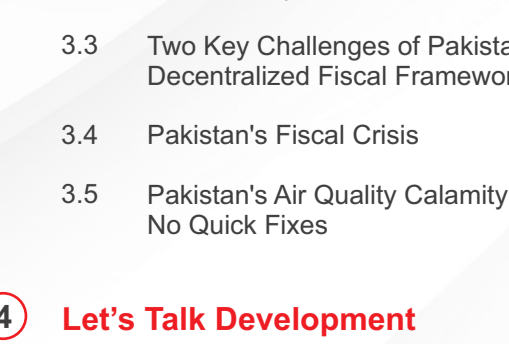 3.3 Two Key Challenges of
Decentralized Fiscal
3.4 Pakistan's Fiscal Crisis
3.5 Pakistan's Air Quality Calamity
No Quick Fixes
4 Let's Talk Development